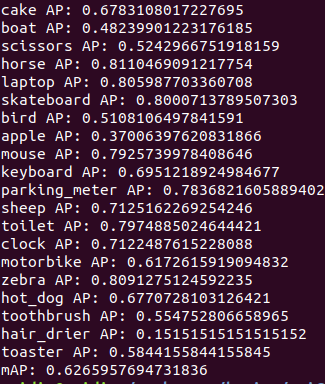 cake AP: 0.6783108017227695
boat AP: 0.48239901223176185
scissors AP: 0.5242966751918159
horse AP: 0.8110469091217754
laptop AP: 0.805987703360708
skateboard AP: 0.8000713789507303
bird AP: 0.5108106497841591
apple AP: 0.37006397620831866
mouse AP: 0.7925739978408646
keyboard AP: 0.6951218924984677
parking_meter AP: 0.7836821605889402
sheep AP: 0.7125162269254246
toilet AP: 0.7974885024644421
clock AP: 0.7122487615228088
motorbike AP: 0.6172615919094832
zebra AP: 0.8091275124592235
hot_dog AP: 0.6770728103126421
toothbrush AP: 0.554752806658965
hair_drier AP: 0.15151515151515152
toaster AP: 0.5844155844155845
mAP: 0.6265957694731836